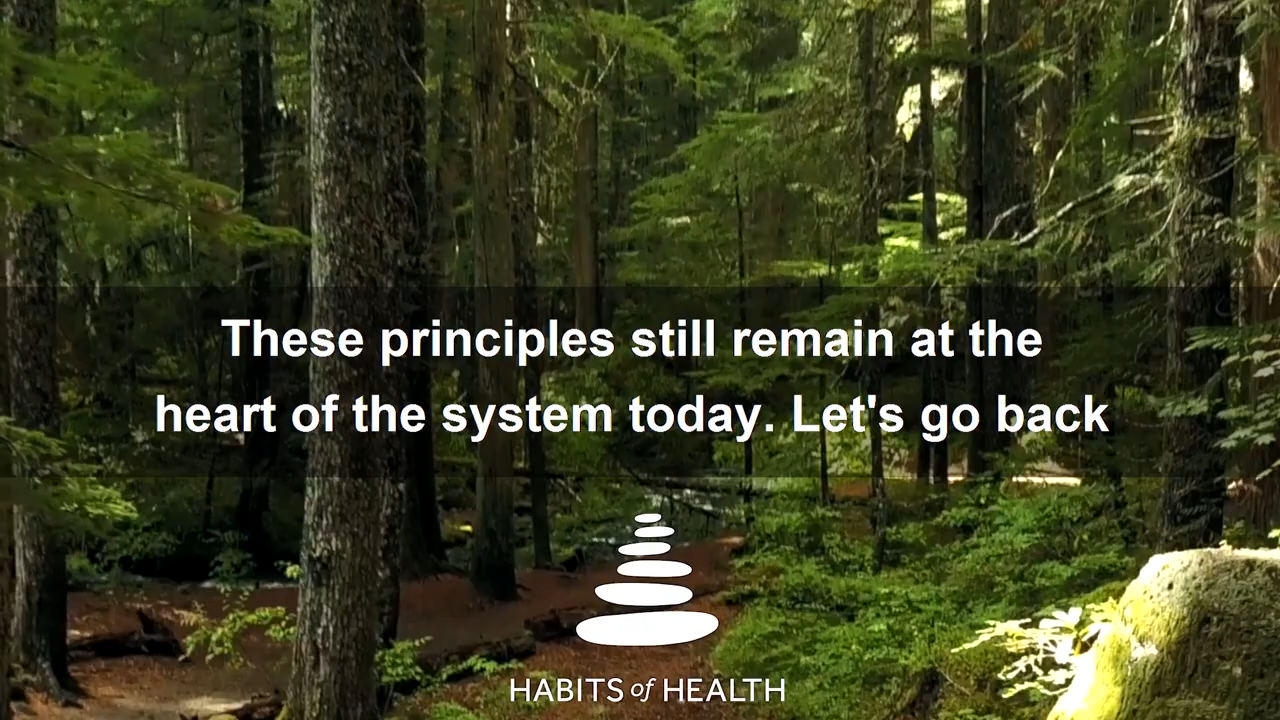 These principles still remain at the
heart of the system today. Let's go back
HABITS of HEALTH